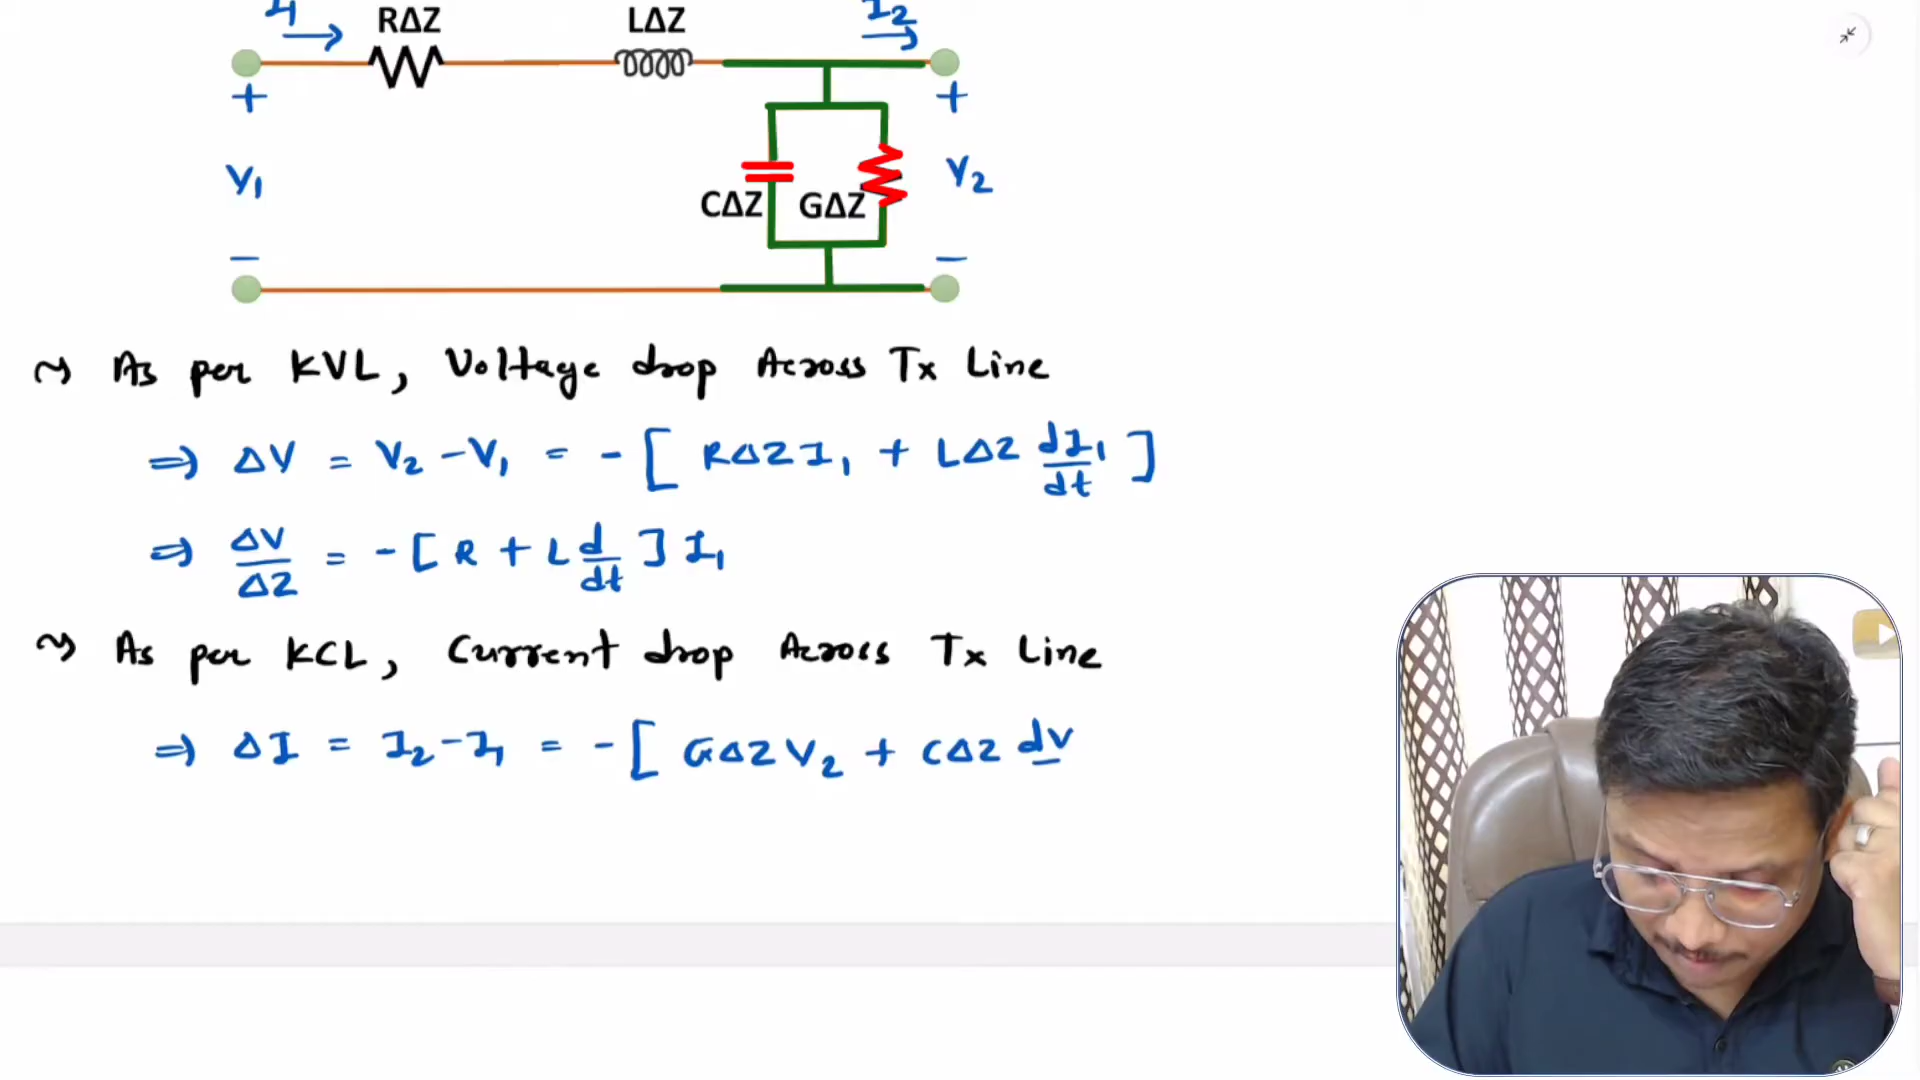 I₁ RΔZ LΔZ I₂
+ +
V₁ CΔZ GΔZ V₂
− −
~) As per KVL, Voltage drop Across Tx Line
⇒ ΔV = V₂ - V₁ = - [ RΔZ I₁ + LΔZ dI₁/dt ]
⇒ ΔV/ΔZ = - [ R + L d/dt ] I₁
~) As per KCL, Current drop Across Tx Line
⇒ ΔI = I₂ - I₁ = - [ GΔZ V₂ + CΔZ dV